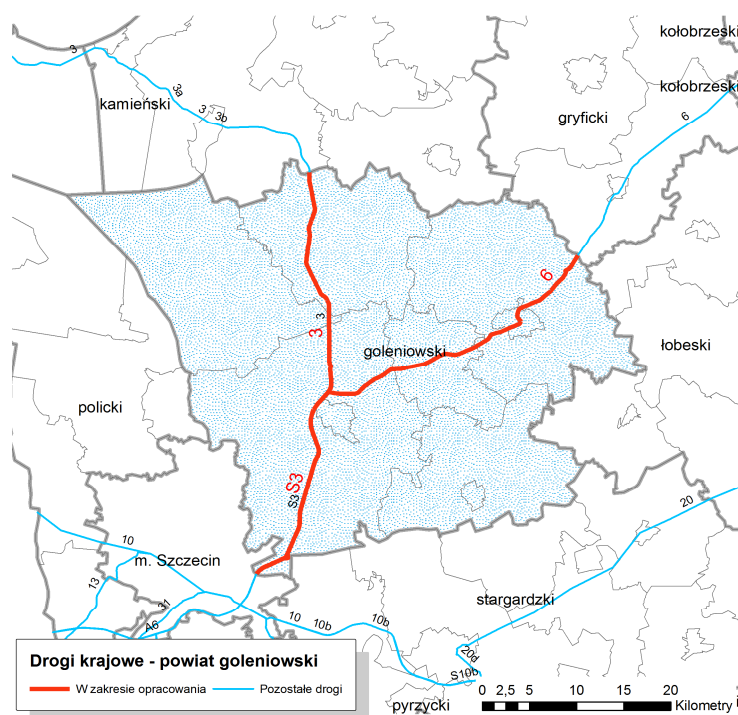 kołobrzeski
3
3a
kamieński
3
3b
kołobrzeski
gryficki
6
6
3
3
goleniowski
łobeski
policki
S3
S3
20
10
m. Szczecin
13
31
A6
10
10b
10b
stargardzki
20d
S10b
pyrzycki
Drogi krajowe - powiat goleniowski
W zakresie opracowania
Pozostałe drogi
0 2,5 5 10 15 20
Kilometry